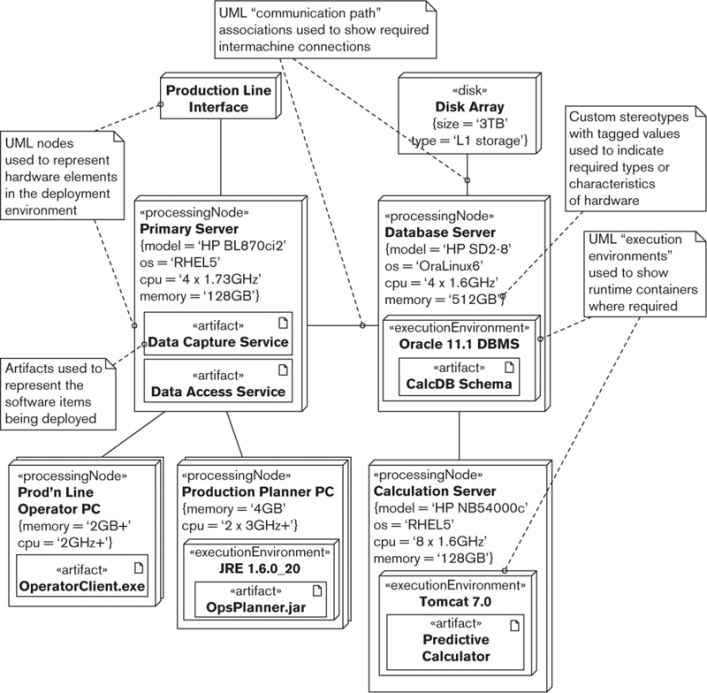 UML “communication path”
associations used to show required
intermachine connections
Production Line
Interface
«disk»
Disk Array
{size = ‘3TB’
type = ‘L1 storage’}
Custom stereotypes
with tagged values
used to indicate
required types or
characteristics
of hardware
UML nodes
used to represent
hardware elements
in the deployment
environment
«processingNode»
Primary Server
{model = ‘HP BL870ci2’
os = ‘RHEL5’
cpu = ‘4 x 1.73GHz’
memory = ‘128GB’}
«artifact»
Data Capture Service
«artifact»
Data Access Service
«processingNode»
Database Server
{model = ‘HP SD2-8’
os = ‘OraLinux6’
cpu = ‘4 x 1.6GHz’
memory = ‘512GB’}
«executionEnvironment»
Oracle 11.1 DBMS
«artifact»
CalcDB Schema
UML “execution
environments”
used to show
runtime containers
where required
Artifacts used to
represent the
software items
being deployed
«processingNode»
Prod’n Line
Operator PC
{memory = ‘2GB+’
cpu = ‘2GHz+’}
«artifact»
OperatorClient.exe
«processingNode»
Production Planner PC
{memory = ‘4GB’
cpu = ‘2 x 3GHz+’}
«executionEnvironment»
JRE 1.6.0_20
«artifact»
OpsPlanner.jar
«processingNode»
Calculation Server
{model = ‘HP NB54000c’
os = ‘RHEL5’
cpu = ‘8 x 1.6GHz’
memory = ‘128GB’}
«executionEnvironment»
Tomcat 7.0
«artifact»
Predictive
Calculator